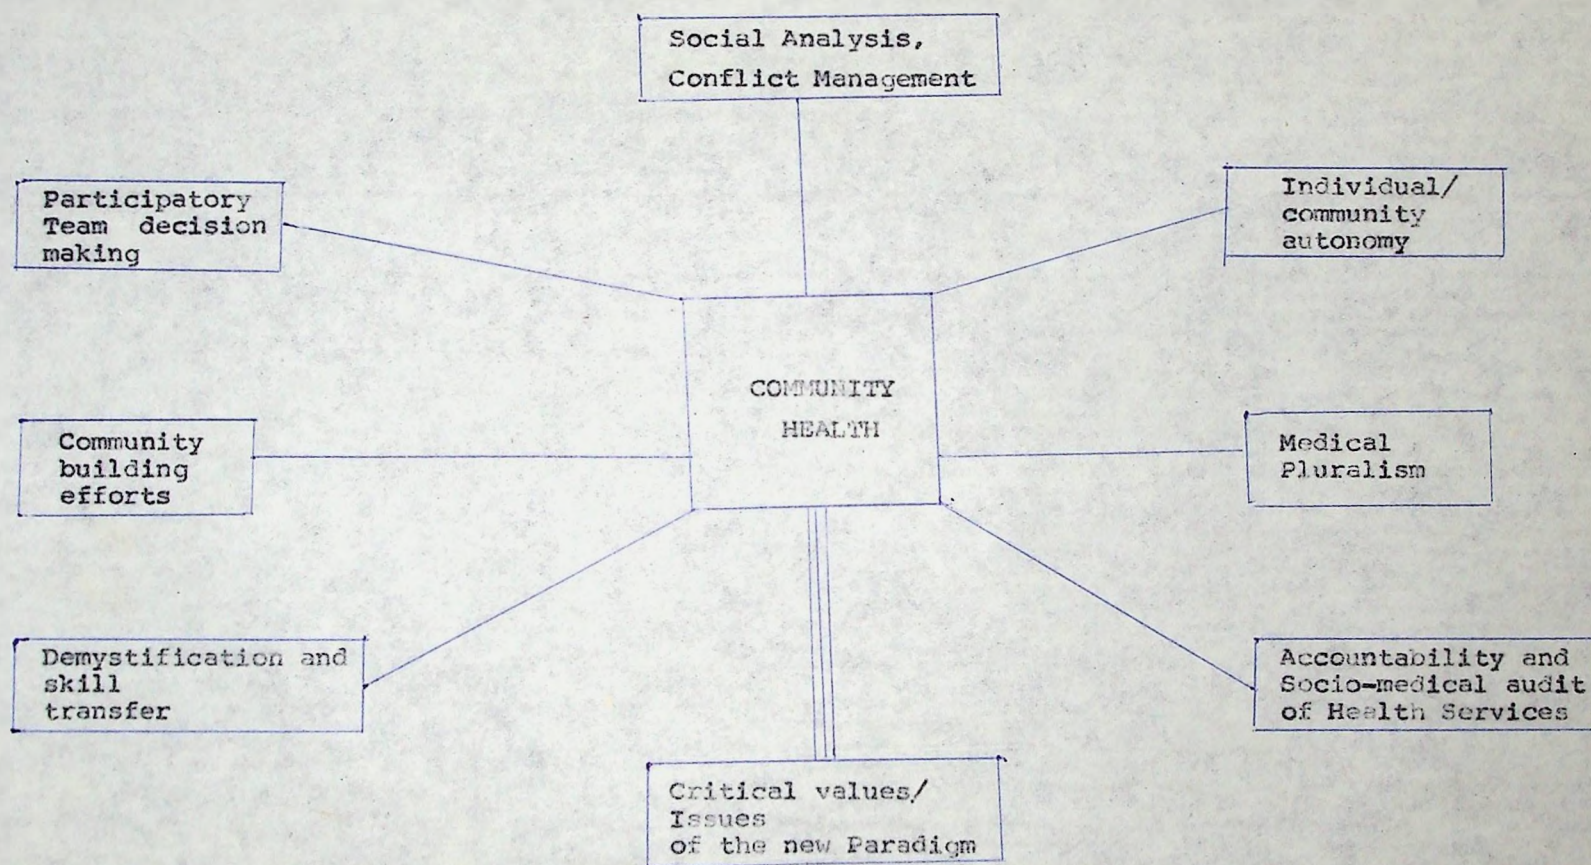 Social Analysis,
Conflict Management
Participatory
Team decision
making
Individual/
community
autonomy
COMMUNITY
HEALTH
Community
building
efforts
Medical
Pluralism
Demystification and
skill
transfer
Accountability and
Socio-medical audit
of Health Services
Critical values/
Issues
of the new Paradigm